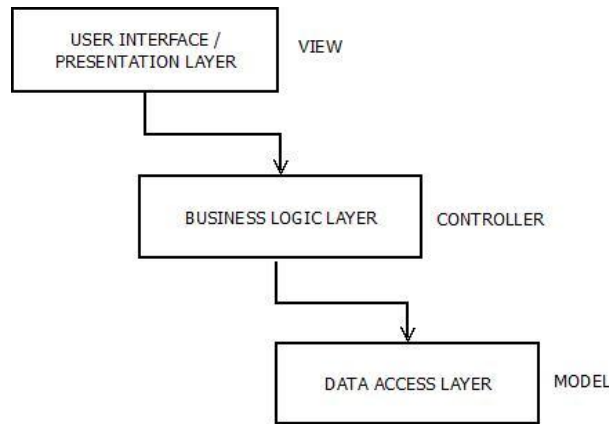 USER INTERFACE /
PRESENTATION LAYER
VIEW
BUSINESS LOGIC LAYER
CONTROLLER
DATA ACCESS LAYER
MODEL